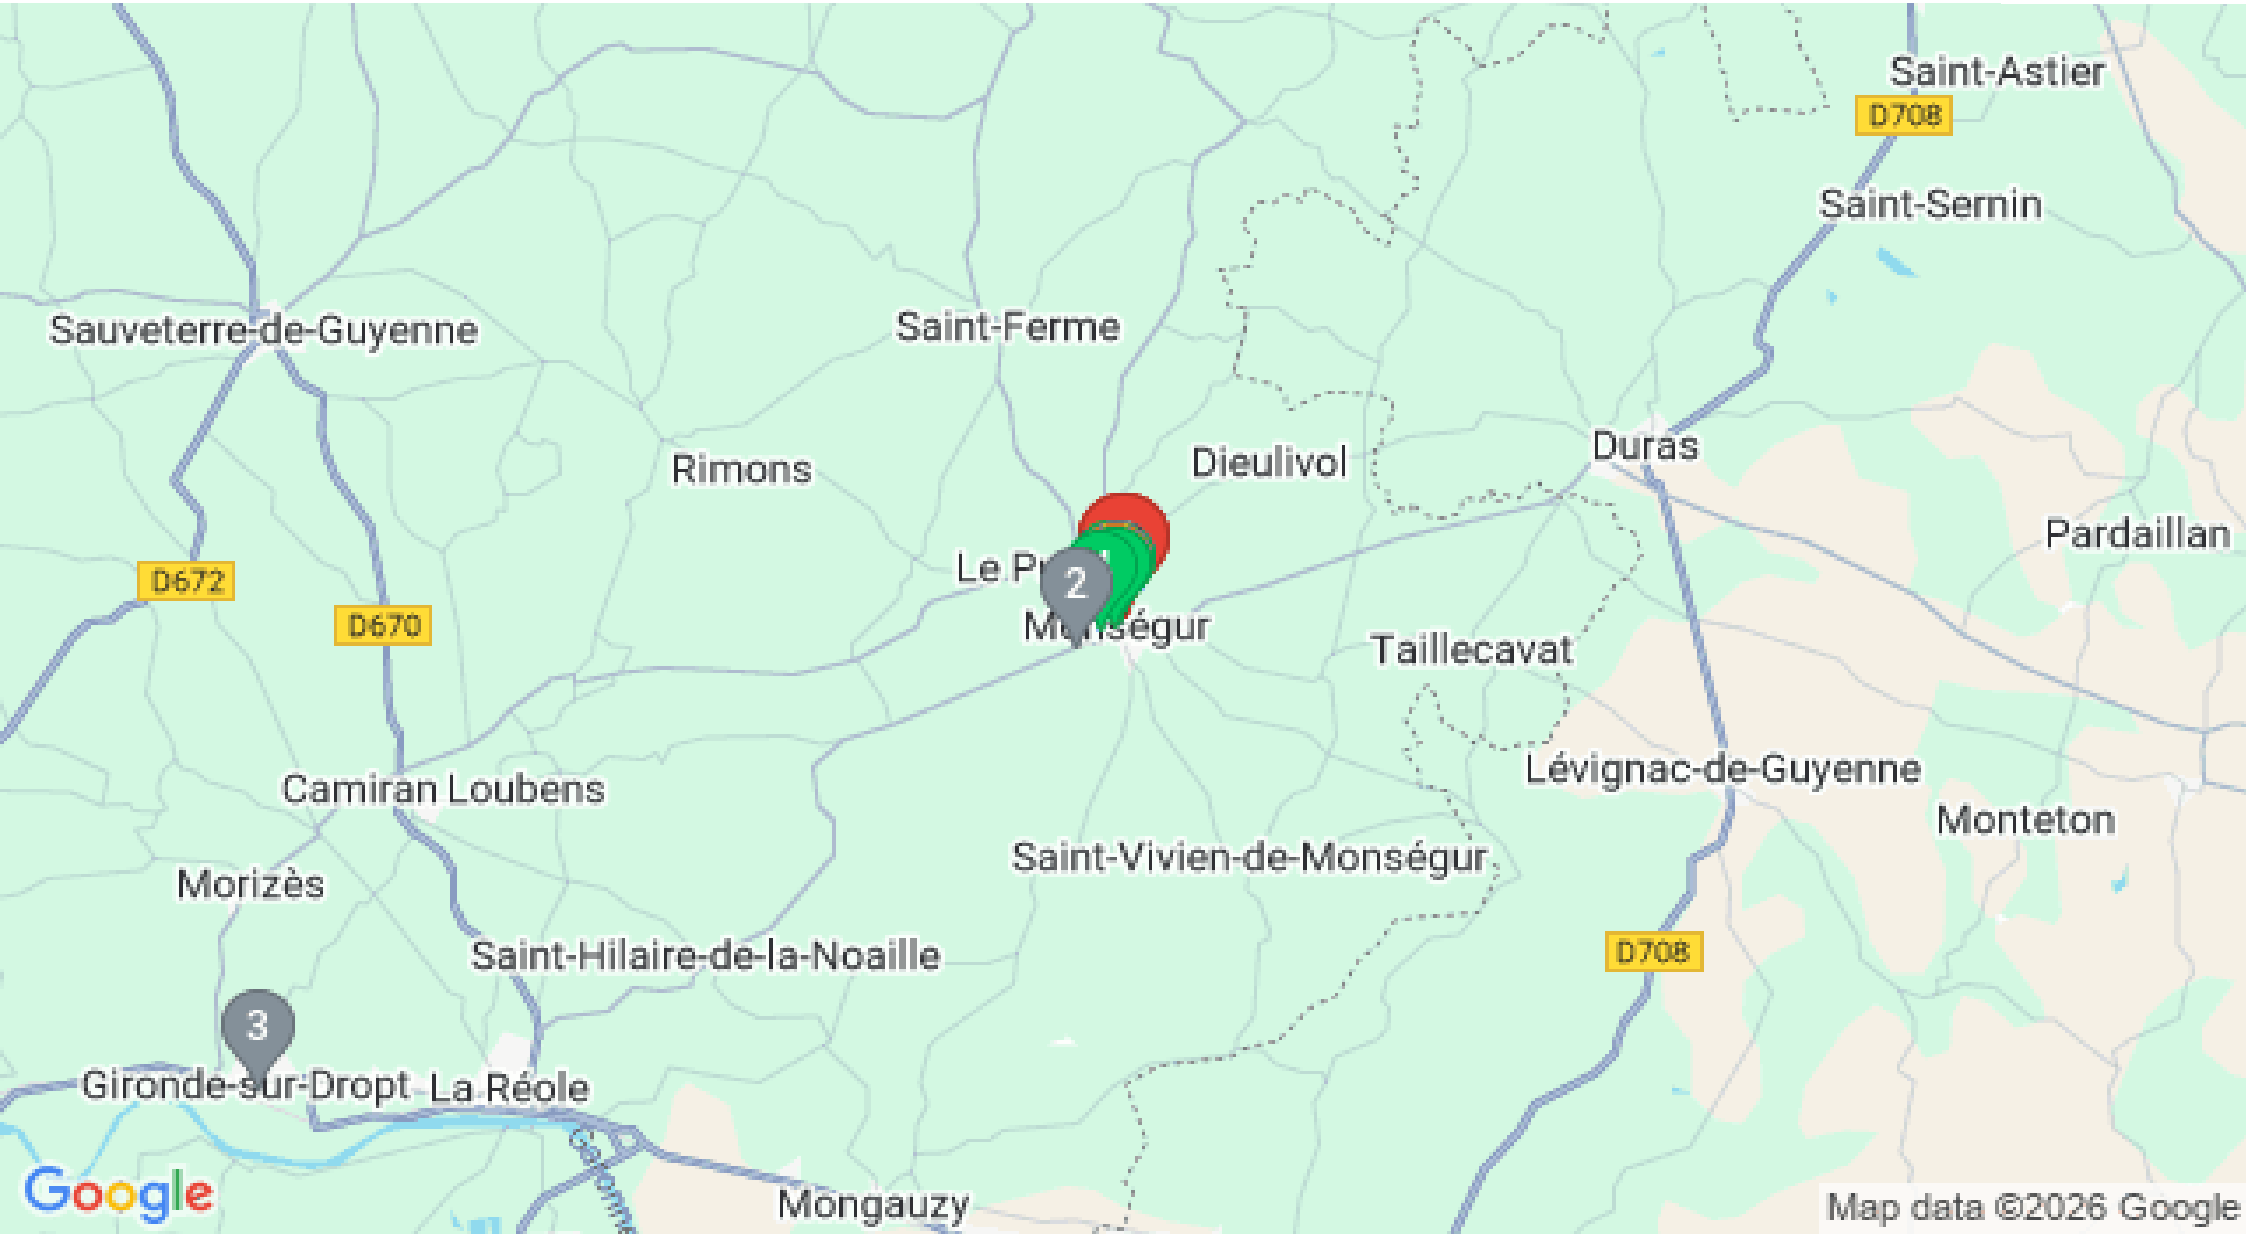 Saint-Astier
D708
Saint-Sernin
Sauveterre-de-Guyenne
Saint-Ferme
Duras
Rimons
Dieulivol
Pardaillan
Le
2
D672
D670
Monségur
Taillecavat
Lévignac-de-Guyenne
Camiran Loubens
Monteton
Saint-Vivien-de-Monségur
Morizès
D708
Saint-Hilaire-de-la-Noaille
3
Gironde-sur-Dropt
La Réole
Garonne
Google
Mongauzy
Map data ©2026 Google